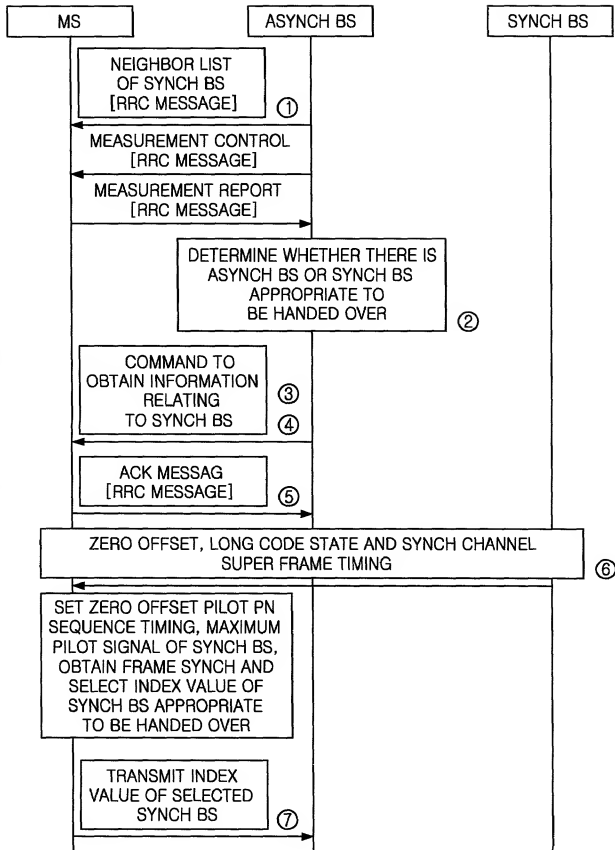 MS
ASYNCH BS
SYNCH BS
NEIGHBOR LIST
OF SYNCH BS
[RRC MESSAGE]
①
MEASUREMENT CONTROL
[RRC MESSAGE]
MEASUREMENT REPORT
[RRC MESSAGE]
DETERMINE WHETHER THERE IS
ASYNCH BS OR SYNCH BS
APPROPRIATE TO
BE HANDED OVER
②
COMMAND TO
OBTAIN INFORMATION
RELATING
TO SYNCH BS
③
④
ACK MESSAG
[RRC MESSAGE]
⑤
ZERO OFFSET, LONG CODE STATE AND SYNCH CHANNEL
SUPER FRAME TIMING
⑥
SET ZERO OFFSET PILOT PN
SEQUENCE TIMING, MAXIMUM
PILOT SIGNAL OF SYNCH BS,
OBTAIN FRAME SYNCH AND
SELECT INDEX VALUE OF
SYNCH BS APPROPRIATE
TO BE HANDED OVER
TRANSMIT INDEX
VALUE OF SELECTED
SYNCH BS
⑦